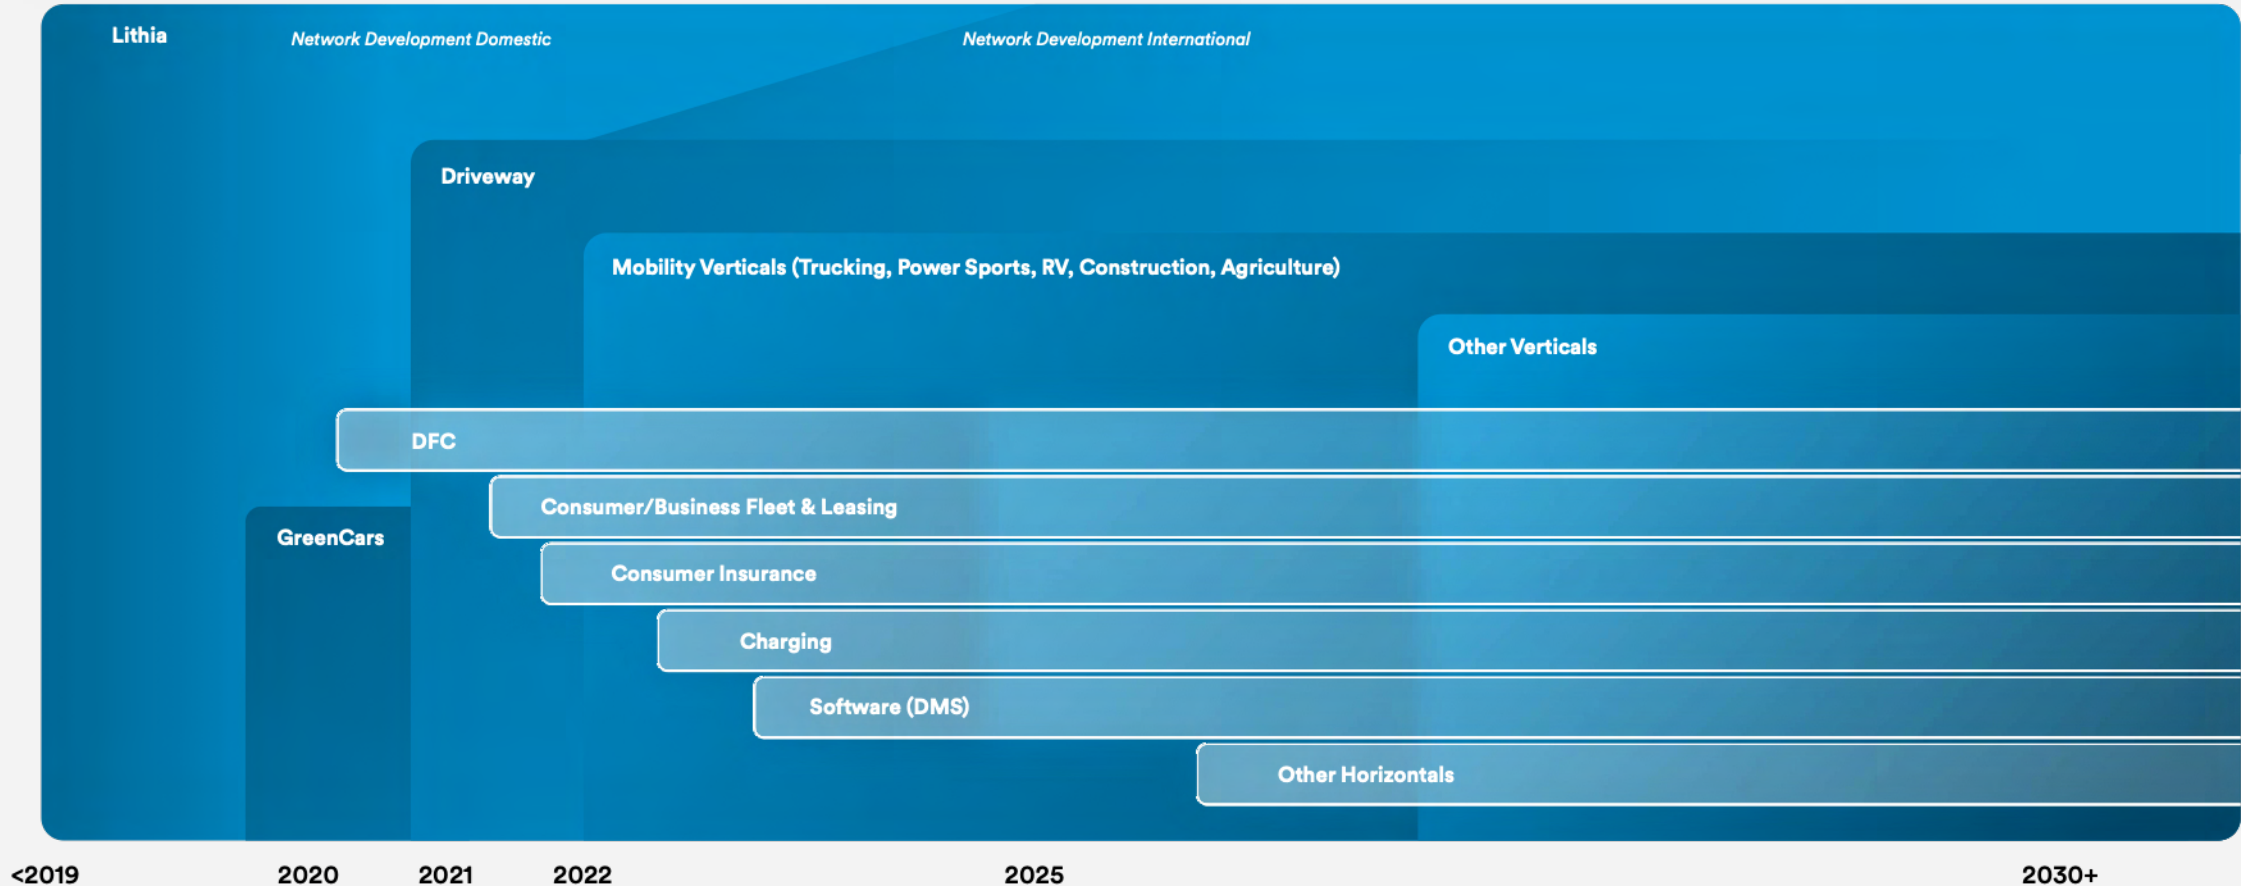 Lithia
Network Development Domestic
Network Development International
Driveway
Mobility Verticals (Trucking, Power Sports, RV, Construction, Agriculture)
Other Verticals
DFC
Consumer/Business Fleet & Leasing
GreenCars
Consumer Insurance
Charging
Software (DMS)
Other Horizontals
<2019
2020
2021
2022
2025
2030+